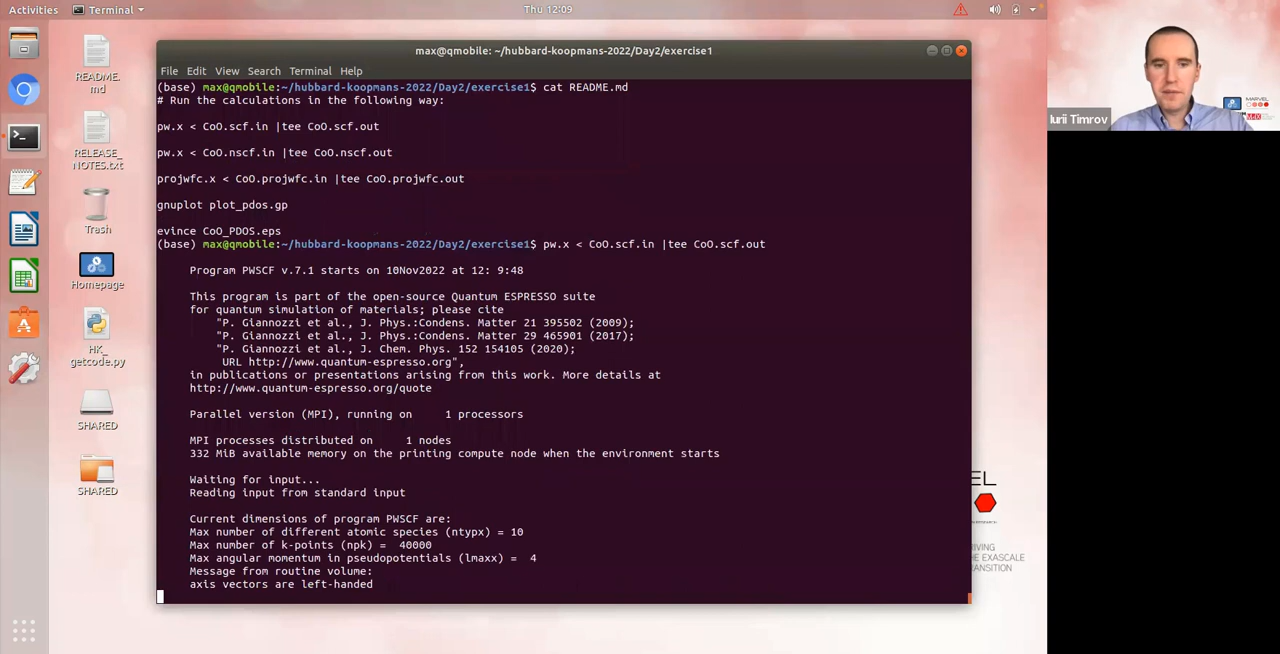 Activities
Terminal
Thu 12:09
max@qmobile: ~/hubbard-koopmans-2022/Day2/exercise1
File Edit View Search Terminal Help
(base) max@qmobile:~/hubbard-koopmans-2022/Day2/exercise1$ cat README.md
# Run the calculations in the following way:
pw.x < CoO.scf.in |tee CoO.scf.out
pw.x < CoO.nscf.in |tee CoO.nscf.out
projwfc.x < CoO.projwfc.in |tee CoO.projwfc.out
gnuplot plot_pdos.gp
evince CoO_PDOS.eps
(base) max@qmobile:~/hubbard-koopmans-2022/Day2/exercise1$ pw.x < CoO.scf.in |tee CoO.scf.out
Program PWSCF v.7.1 starts on 10Nov2022 at 12: 9:48
This program is part of the open-source Quantum ESPRESSO suite
for quantum simulation of materials; please cite
"P. Giannozzi et al., J. Phys.:Condens. Matter 21 395502 (2009);
"P. Giannozzi et al., J. Phys.:Condens. Matter 29 465901 (2017);
"P. Giannozzi et al., J. Chem. Phys. 152 154105 (2020);
URL http://www.quantum-espresso.org",
in publications or presentations arising from this work. More details at
http://www.quantum-espresso.org/quote
Parallel version (MPI), running on 1 processors
MPI processes distributed on 1 nodes
332 MiB available memory on the printing compute node when the environment starts
Waiting for input...
Reading input from standard input
Current dimensions of program PWSCF are:
Max number of different atomic species (ntypx) = 10
Max number of k-points (npk) = 40000
Max angular momentum in pseudopotentials (lmaxx) = 4
Message from routine volume:
axis vectors are left-handed
README.
md
RELEASE_
NOTES.txt
Trash
Homepage
HK_
getcode.py
SHARED
SHARED
Iurii Timrov
MARVEL
EL
IVING
HE EXASCALE
TRANSITION